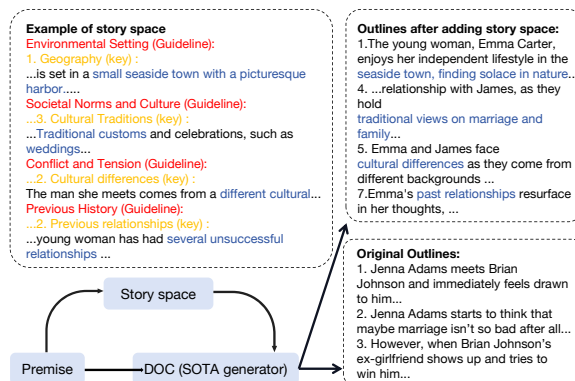 Example of story space
Environmental Setting (Guideline):
1. Geography (key) :
...is set in a small seaside town with a picturesque
harbor.....
Societal Norms and Culture (Guideline):
...3. Cultural Traditions (key) :
...Traditional customs and celebrations, such as
weddings...
Conflict and Tension (Guideline):
...2. Cultural differences (key) :
The man she meets comes from a different cultural...
Previous History (Guideline):
...2. Previous relationships (key) :
...young woman has had several unsuccessful
relationships ...
Story space
Premise
DOC (SOTA generator)
Outlines after adding story space:
1.The young woman, Emma Carter,
enjoys her independent lifestyle in the
seaside town, finding solace in nature..
4. ...relationship with James, as they
hold
traditional views on marriage and
family...
5. Emma and James face
cultural differences as they come from
different backgrounds ...
7.Emma's past relationships resurface
in her thoughts, ...
Original Outlines:
1. Jenna Adams meets Brian
Johnson and immediately feels drawn
to him...
2. Jenna Adams starts to think that
maybe marriage isn't so bad after all...
3. However, when Brian Johnson's
ex-girlfriend shows up and tries to
win him...